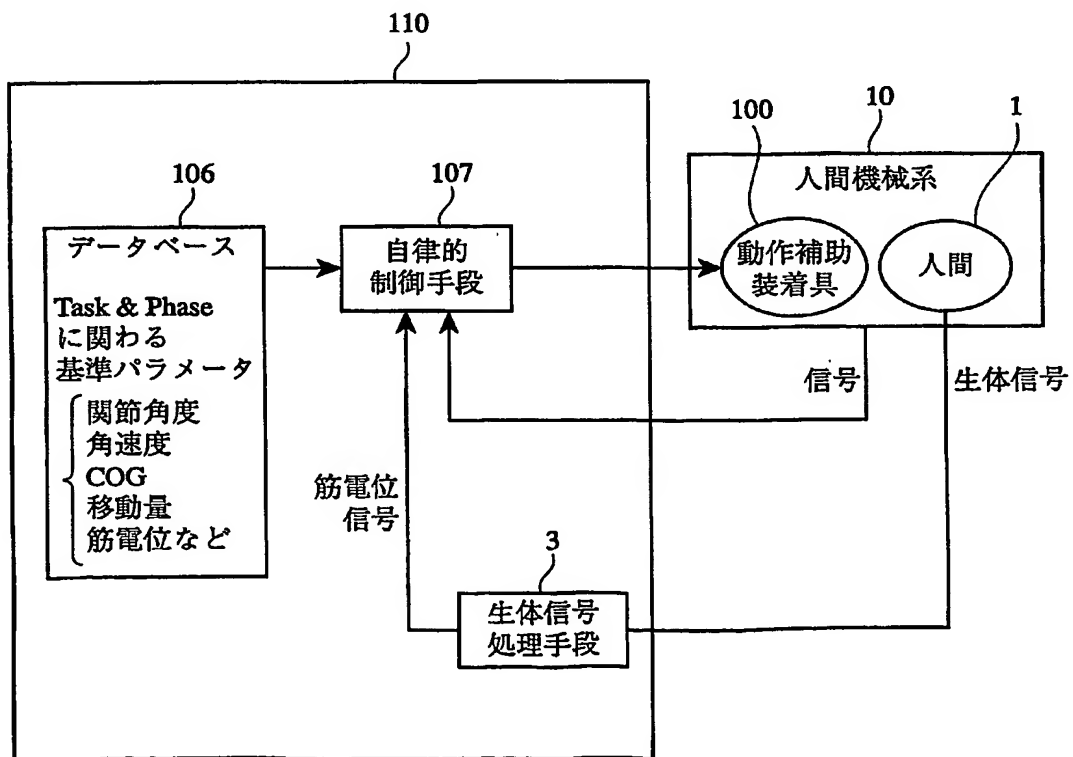 110
106
データベース
Task & Phase
に関わる
基準パラメータ
関節角度
角速度
COG
移動量
筋電位など
107
自律的
制御手段
10
人間機械系
100
動作補助
装着具
1
人間
信号
生体信号
筋電位
信号
3
生体信号
処理手段